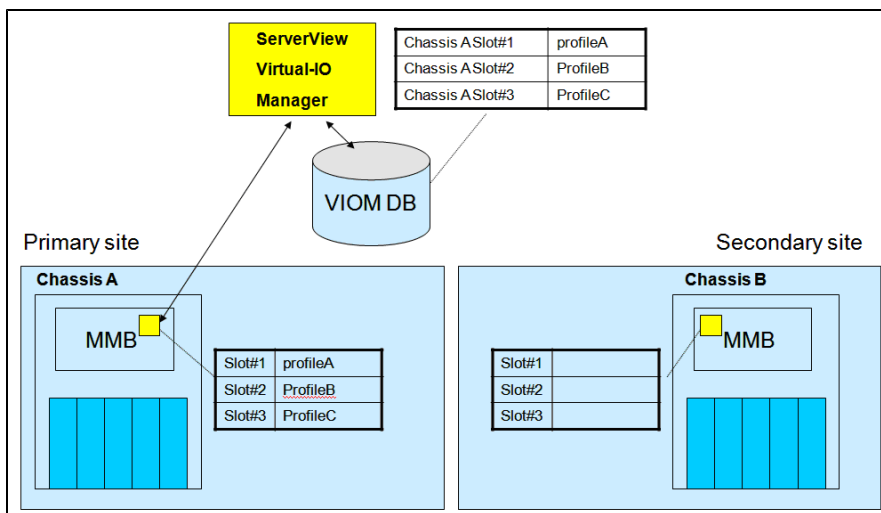 ServerView
Virtual-IO
Manager
Chassis A Slot#1 profileA
Chassis A Slot#2 ProfileB
Chassis A Slot#3 ProfileC
VIOM DB
Primary site
Secondary site
Chassis A
MMB
Slot#1 profileA
Slot#2 ProfileB
Slot#3 ProfileC
Chassis B
MMB
Slot#1
Slot#2
Slot#3